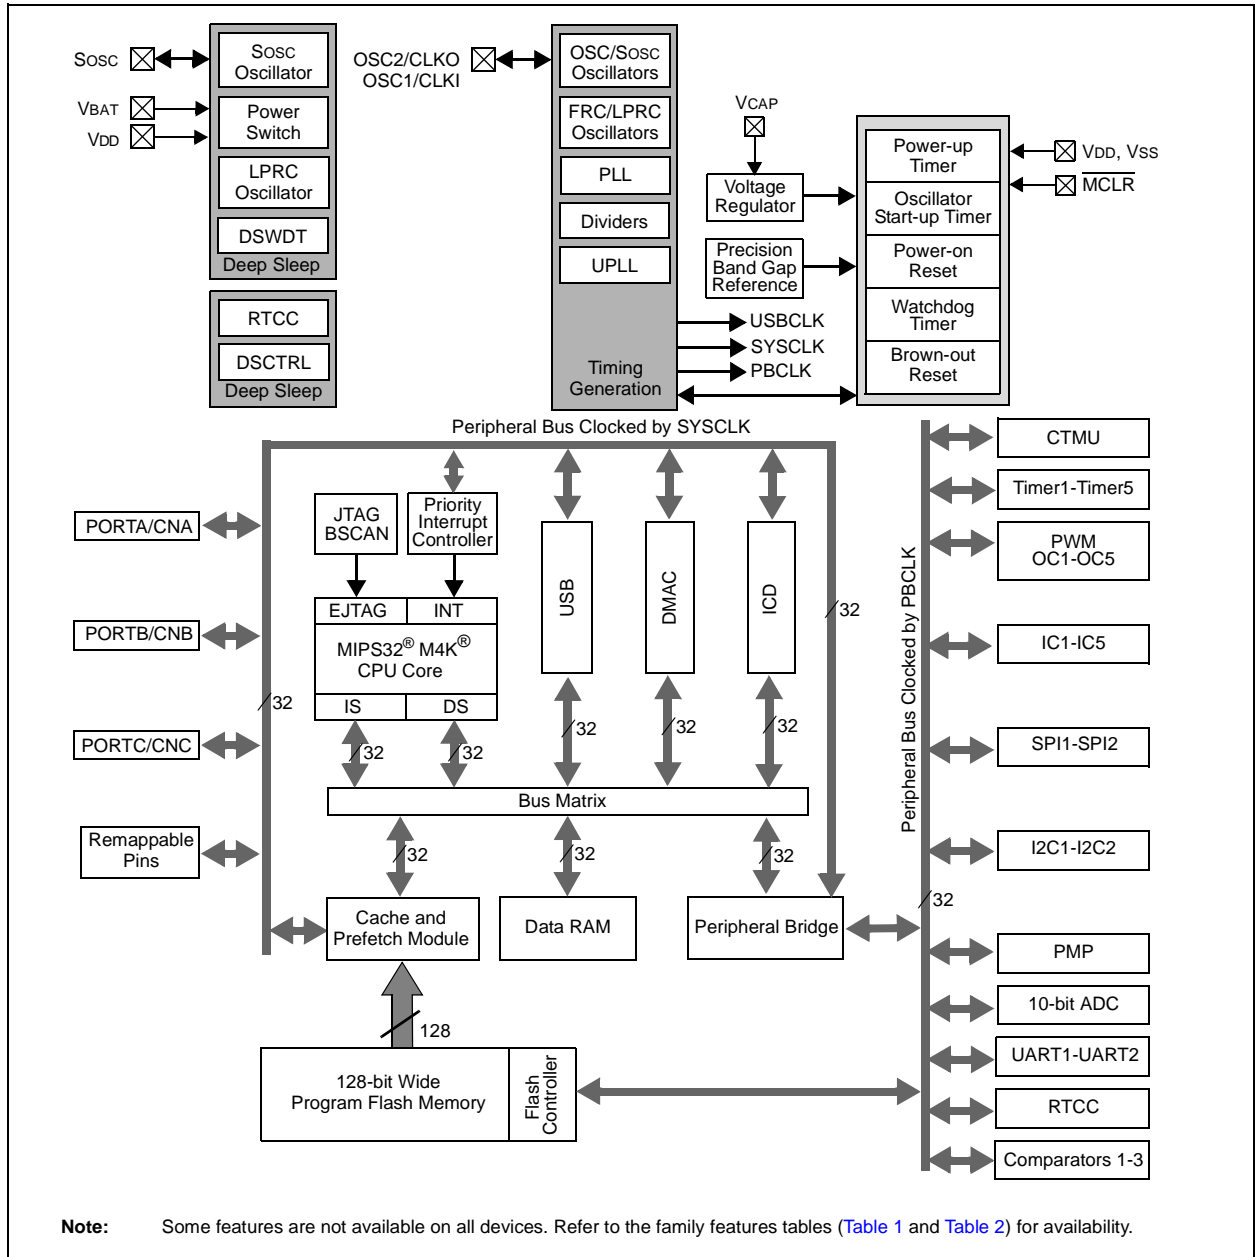 SOSC
SOSC
Oscillator
VBAT
VDD
Power
Switch
LPRC
Oscillator
DSWDT
Deep Sleep
RTCC
DSCTRL
Deep Sleep
OSC2/CLKO
OSC1/CLKI
OSC/SOSC
Oscillators
FRC/LPRC
Oscillators
PLL
Dividers
UPLL
Timing
Generation
USBCLK
SYSCLK
PBCLK
VCAP
Voltage
Regulator
Precision
Band Gap
Reference
Power-up
Timer
Oscillator
Start-up Timer
Power-on
Reset
Watchdog
Timer
Brown-out
Reset
VDD, VSS
MCLR
Peripheral Bus Clocked by SYSCLK
PORTA/CNA
PORTB/CNB
PORTC/CNC
Remappable
Pins
32
JTAG
BSCAN
Priority
Interrupt
Controller
EJTAG
INT
MIPS32® M4K®
CPU Core
IS
DS
32
32
USB
DMAC
ICD
32
32
32
32
Bus Matrix
32
32
32
Cache and
Prefetch Module
Data RAM
Peripheral Bridge
128
128-bit Wide
Program Flash Memory
Flash
Controller
Peripheral Bus Clocked by PBCLK
32
CTMU
Timer1-Timer5
PWM
OC1-OC5
IC1-IC5
SPI1-SPI2
I2C1-I2C2
PMP
10-bit ADC
UART1-UART2
RTCC
Comparators 1-3
Note: Some features are not available on all devices. Refer to the family features tables (Table 1 and Table 2) for availability.